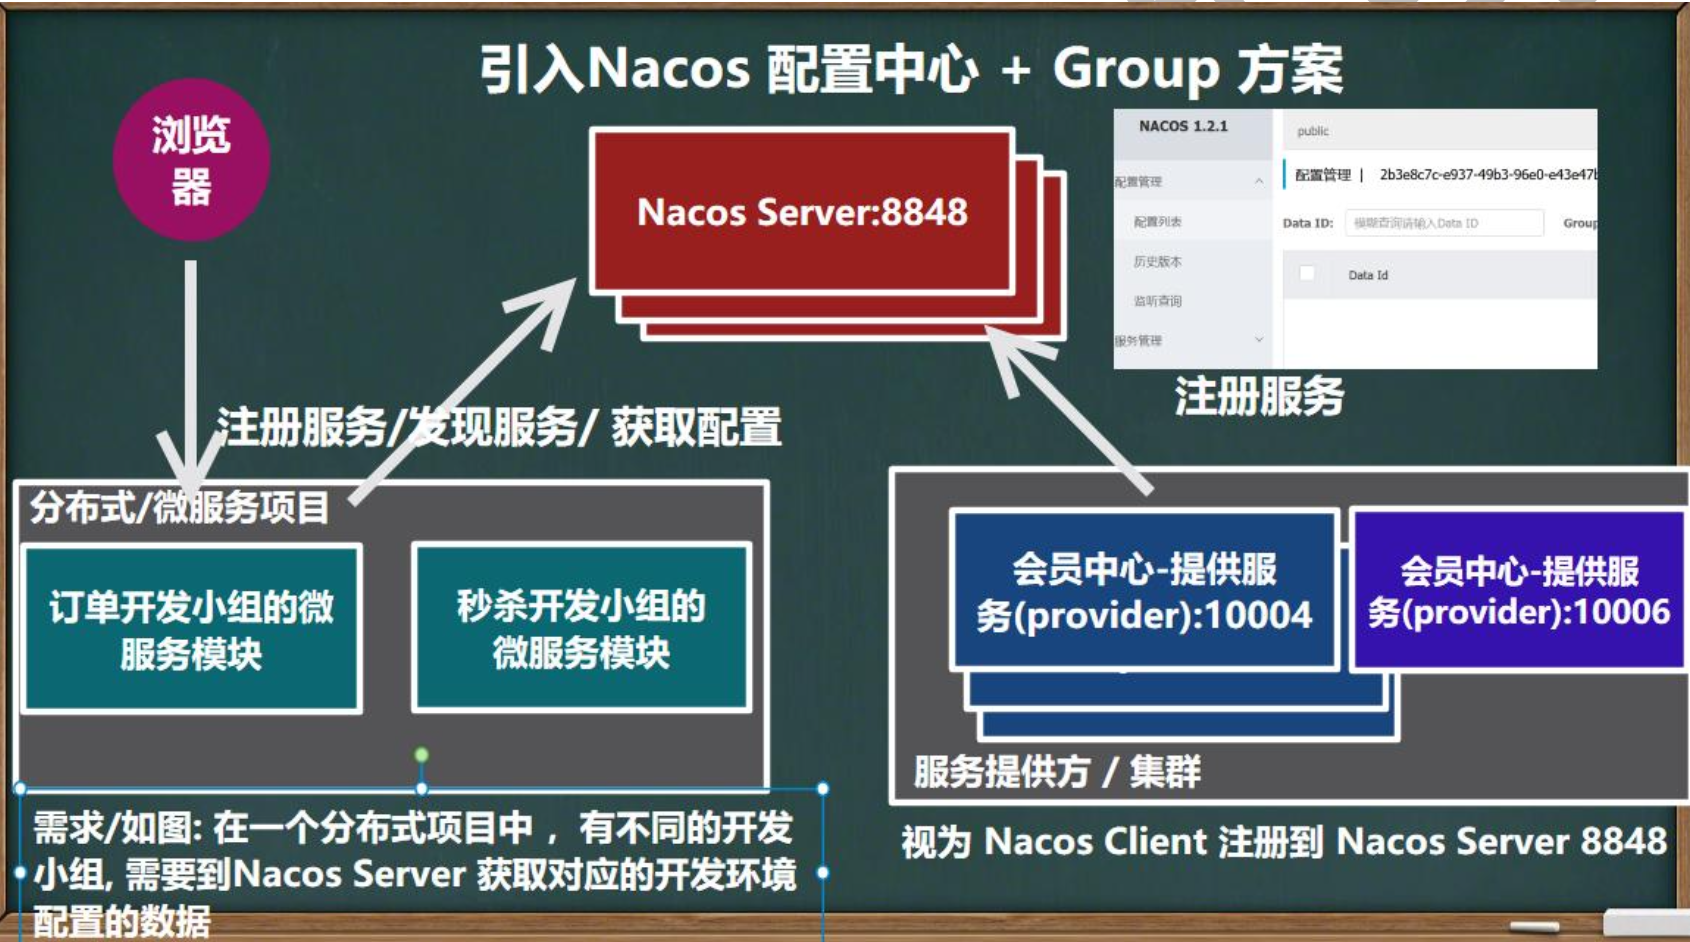 引入Nacos 配置中心 + Group 方案
浏览
器
Nacos Server:8848
NACOS 1.2.1
public
配置管理
配置管理 | 2b3e8c7c-e937-49b3-96e0-e43e47b
配置列表
Data ID:
模糊查询请输入Data ID
Group
历史版本
Data Id
监听查询
服务管理
注册服务
注册服务/发现服务/ 获取配置
分布式/微服务项目
订单开发小组的微
服务模块
秒杀开发小组的
微服务模块
会员中心-提供服
务(provider):10004
会员中心-提供服
务(provider):10006
服务提供方 / 集群
需求/如图: 在一个分布式项目中 ,有不同的开发
小组, 需要到Nacos Server 获取对应的开发环境
配置的数据
视为 Nacos Client 注册到 Nacos Server 8848